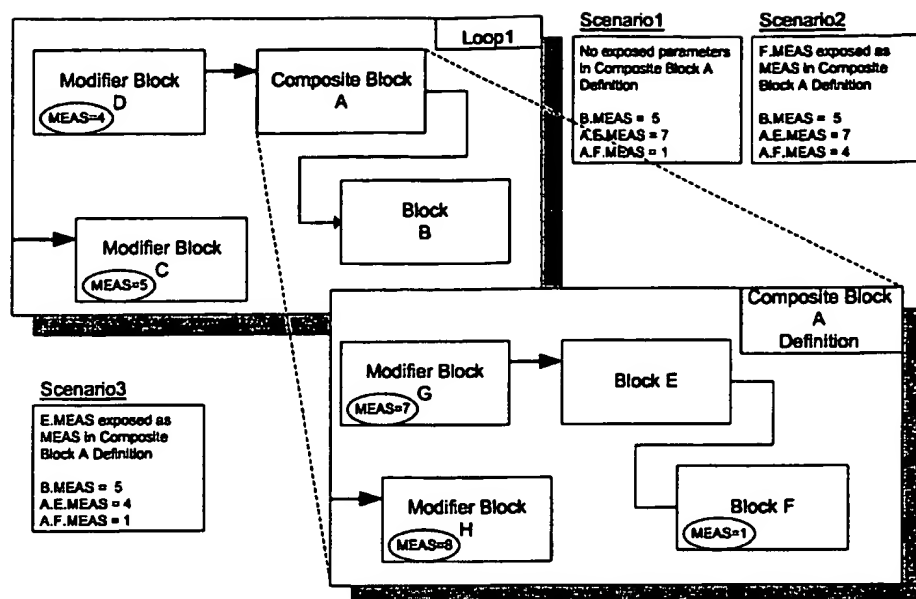 Loop1
Modifier Block
D
MEAS=4
Composite Block
A
Block
B
Modifier Block
C
MEAS=5
Scenario1
No exposed parameters
in Composite Block A
Definition
B.MEAS = 5
A.E.MEAS = 7
A.F.MEAS = 1
Scenario2
F.MEAS exposed as
MEAS in Composite
Block A Definition
B.MEAS = 5
A.E.MEAS = 7
A.F.MEAS = 4
Composite Block
A
Definition
Modifier Block
G
MEAS=7
Block E
Modifier Block
H
MEAS=8
Block F
MEAS=1
Scenario3
E.MEAS exposed as
MEAS in Composite
Block A Definition
B.MEAS = 5
A.E.MEAS = 4
A.F.MEAS = 1